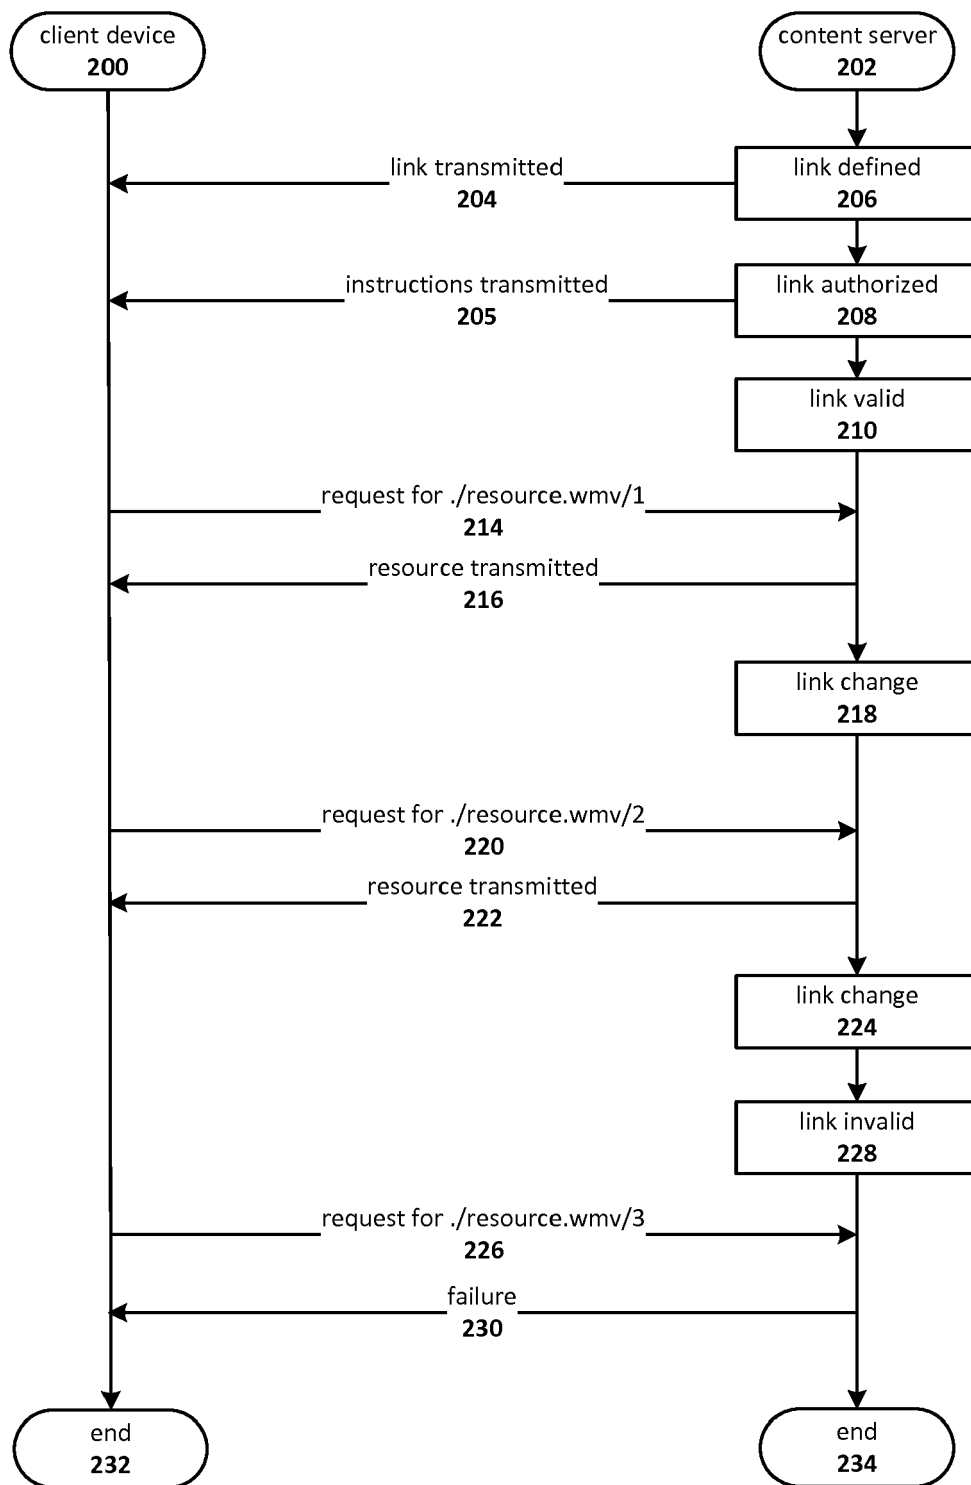 client device
200
content server
202
link transmitted
204
link defined
206
instructions transmitted
205
link authorized
208
link valid
210
request for ./resource.wmv/1
214
resource transmitted
216
link change
218
request for ./resource.wmv/2
220
resource transmitted
222
link change
224
link invalid
228
request for ./resource.wmv/3
226
failure
230
end
232
end
234